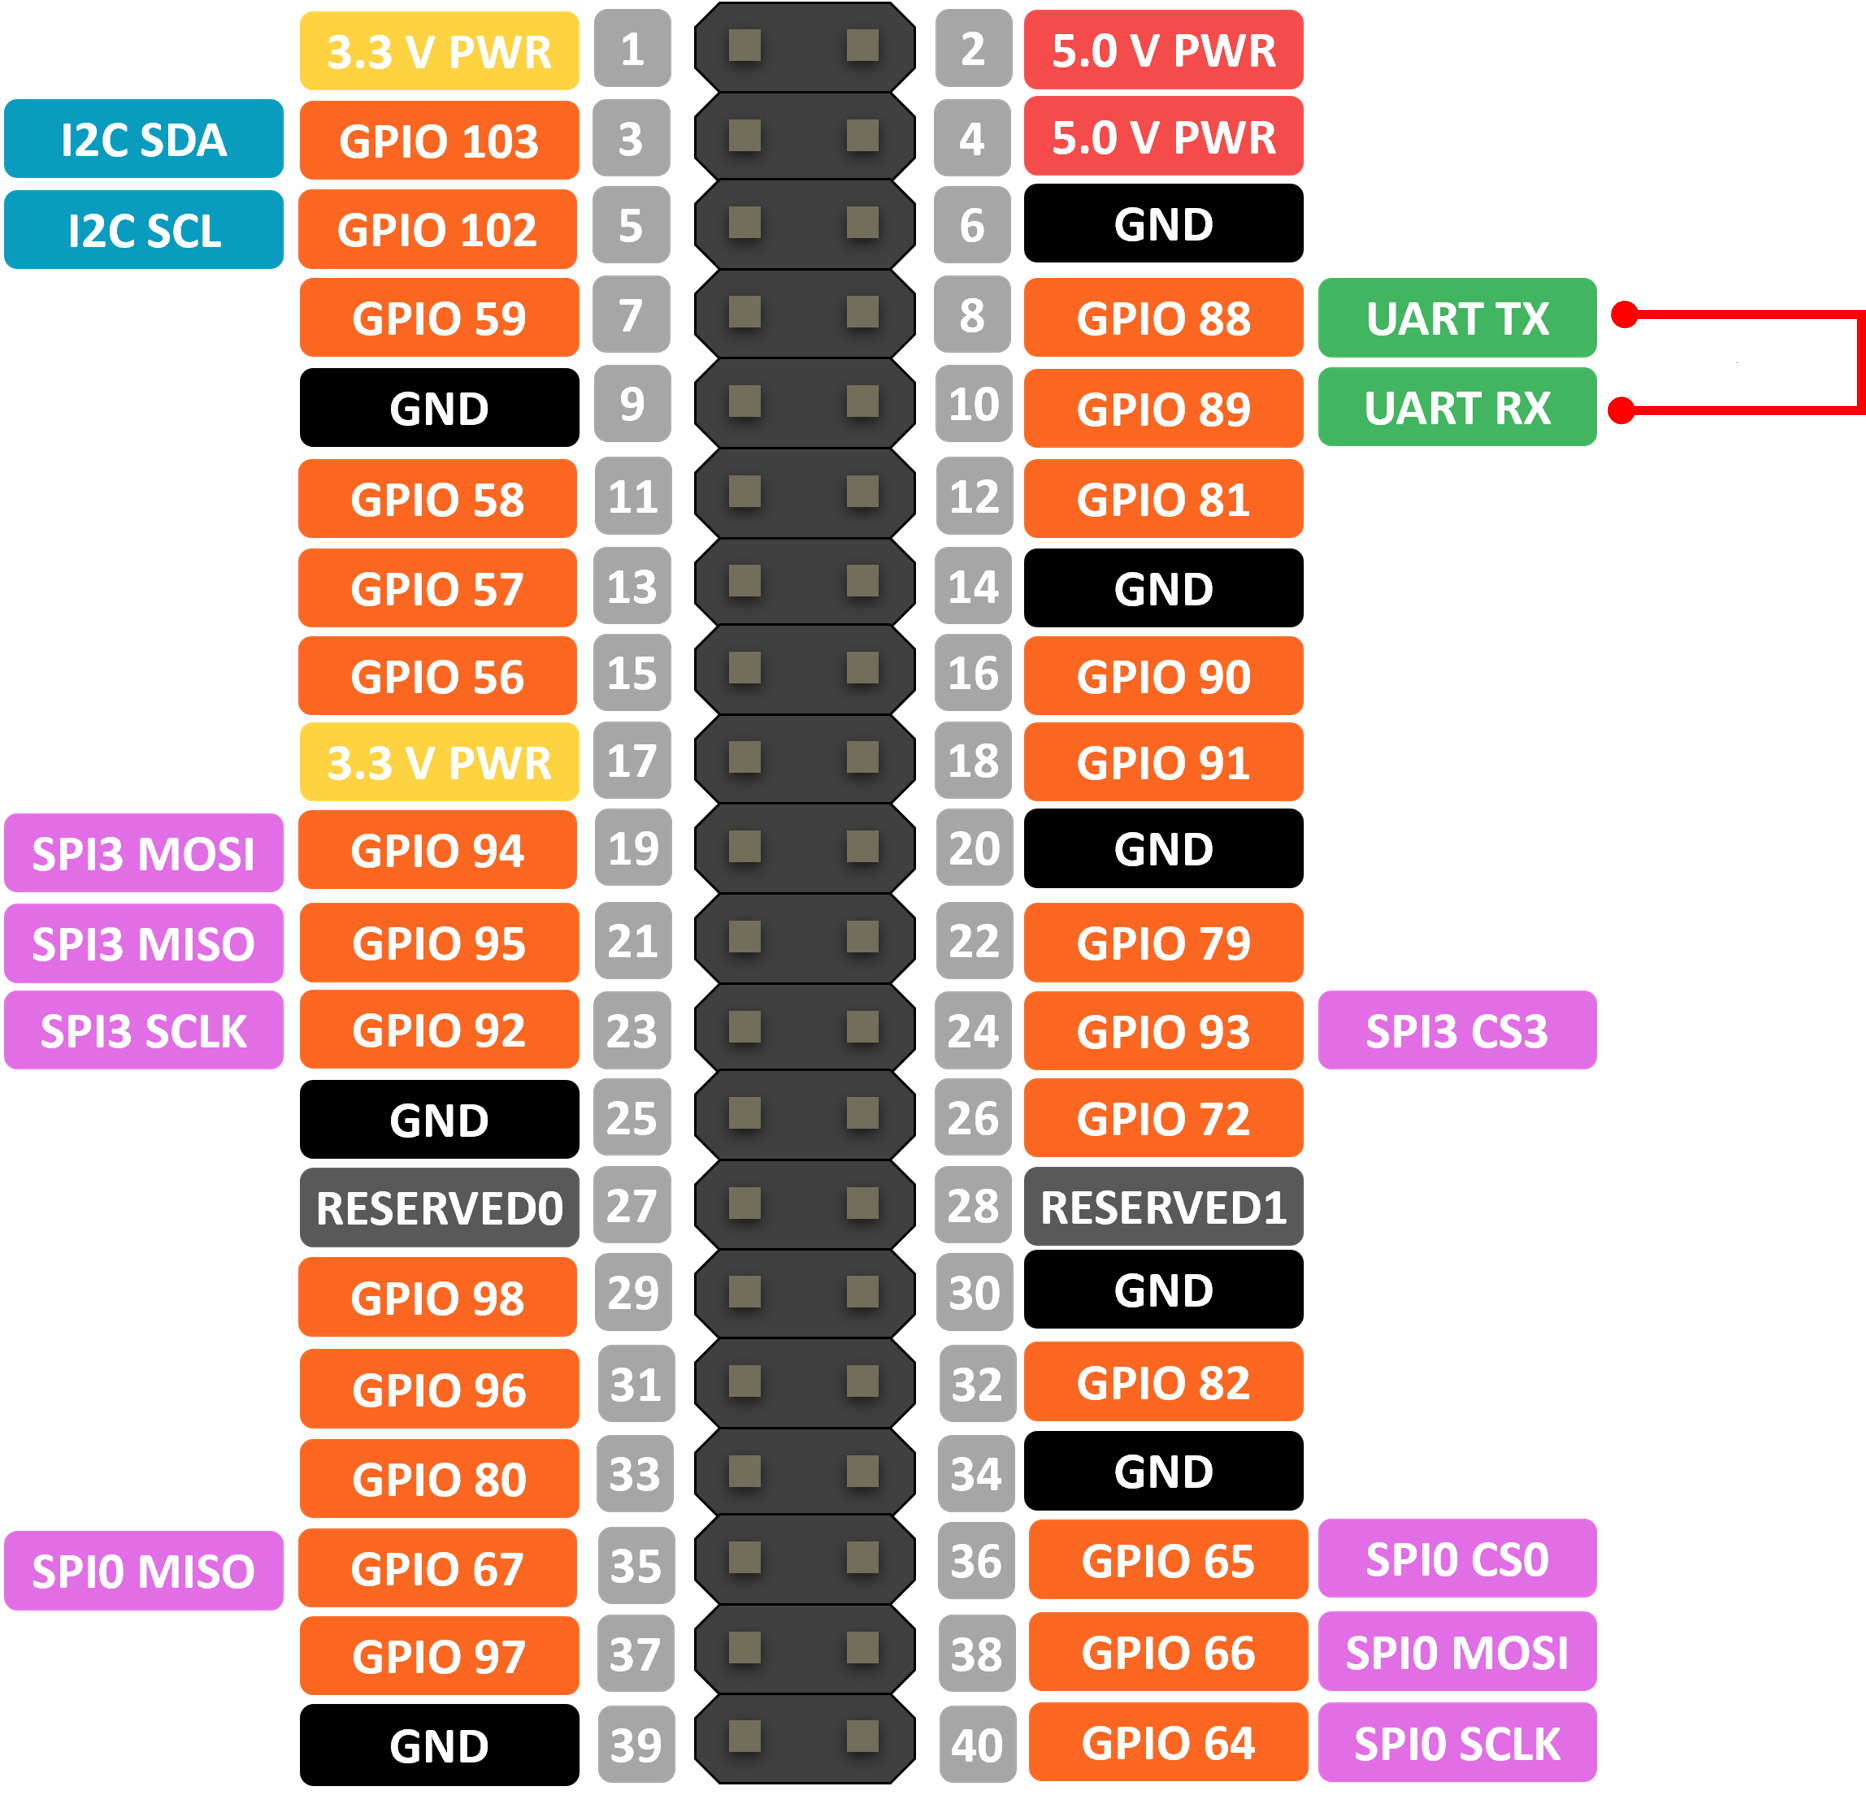 3.3 V PWR 1 2 5.0 V PWR
I2C SDA GPIO 103 3 4 5.0 V PWR
I2C SCL GPIO 102 5 6 GND
GPIO 59 7 8 GPIO 88 UART TX
GND 9 10 GPIO 89 UART RX
GPIO 58 11 12 GPIO 81
GPIO 57 13 14 GND
GPIO 56 15 16 GPIO 90
3.3 V PWR 17 18 GPIO 91
SPI3 MOSI GPIO 94 19 20 GND
SPI3 MISO GPIO 95 21 22 GPIO 79
SPI3 SCLK GPIO 92 23 24 GPIO 93 SPI3 CS3
GND 25 26 GPIO 72
RESERVED0 27 28 RESERVED1
GPIO 98 29 30 GND
GPIO 96 31 32 GPIO 82
GPIO 80 33 34 GND
SPI0 MISO GPIO 67 35 36 GPIO 65 SPI0 CS0
GPIO 97 37 38 GPIO 66 SPI0 MOSI
GND 39 40 GPIO 64 SPI0 SCLK